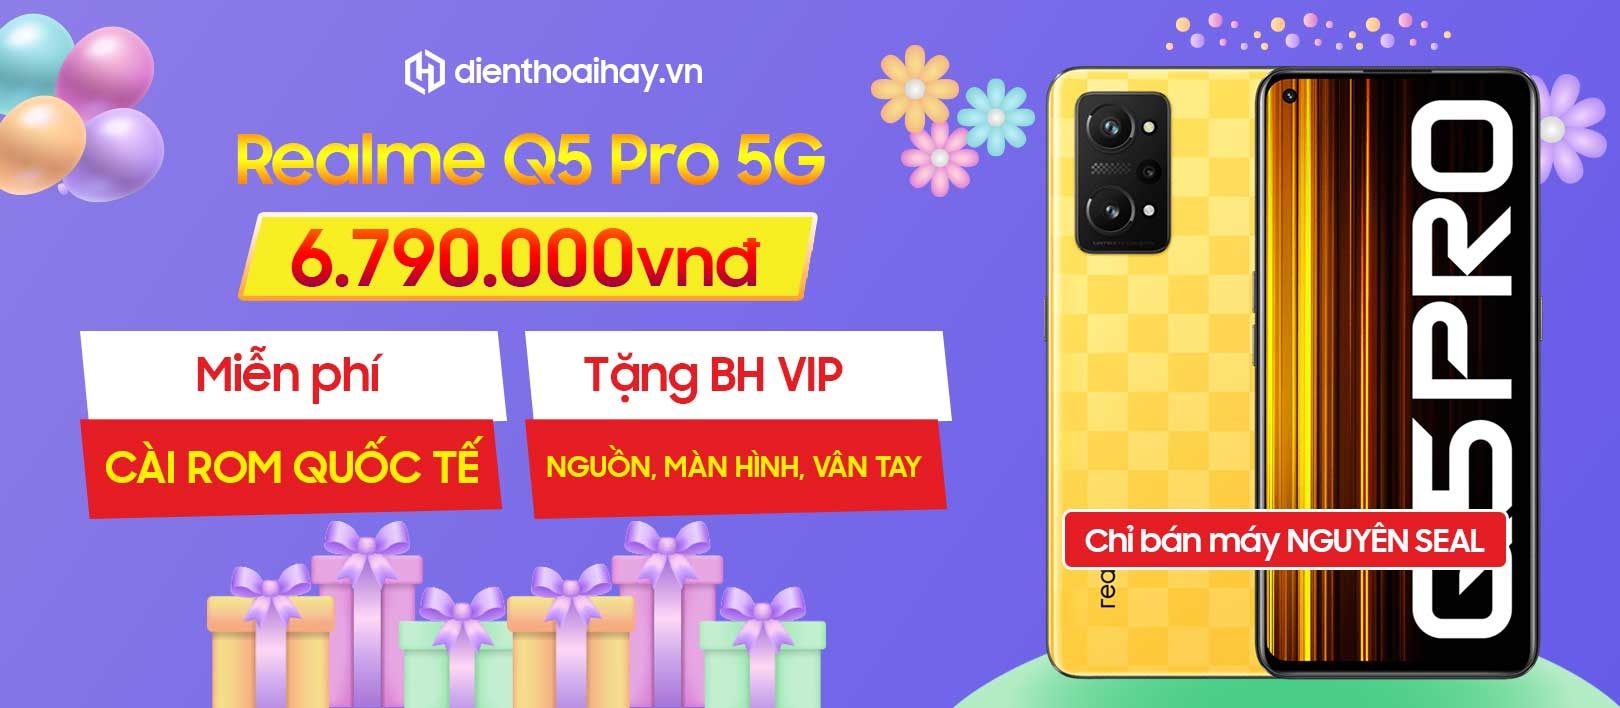 dienthoaihay.vn
Realme Q5 Pro 5G
6.790.000vnđ
Miễn phí
CÀI ROM QUỐC TẾ
Tặng BH VIP
NGUỒN, MÀN HÌNH, VÂN TAY
Q5 PRO
Chỉ bán máy NGUYÊN SEAL
rea